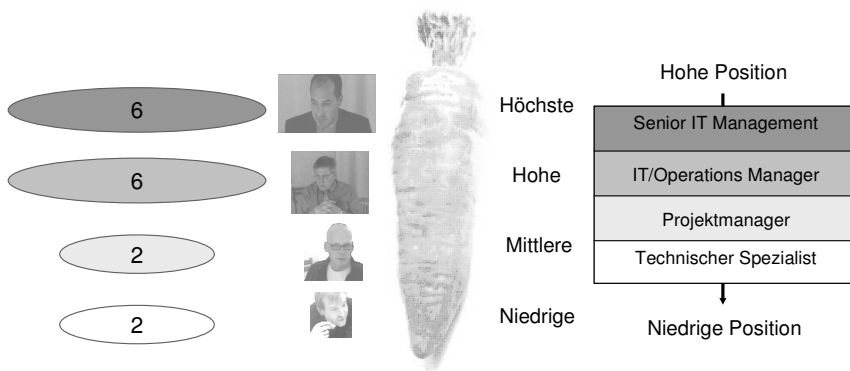 6
6
2
2
Höchste
Hohe
Mittlere
Niedrige
Hohe Position
Senior IT Management
IT/Operations Manager
Projektmanager
Technischer Spezialist
Niedrige Position